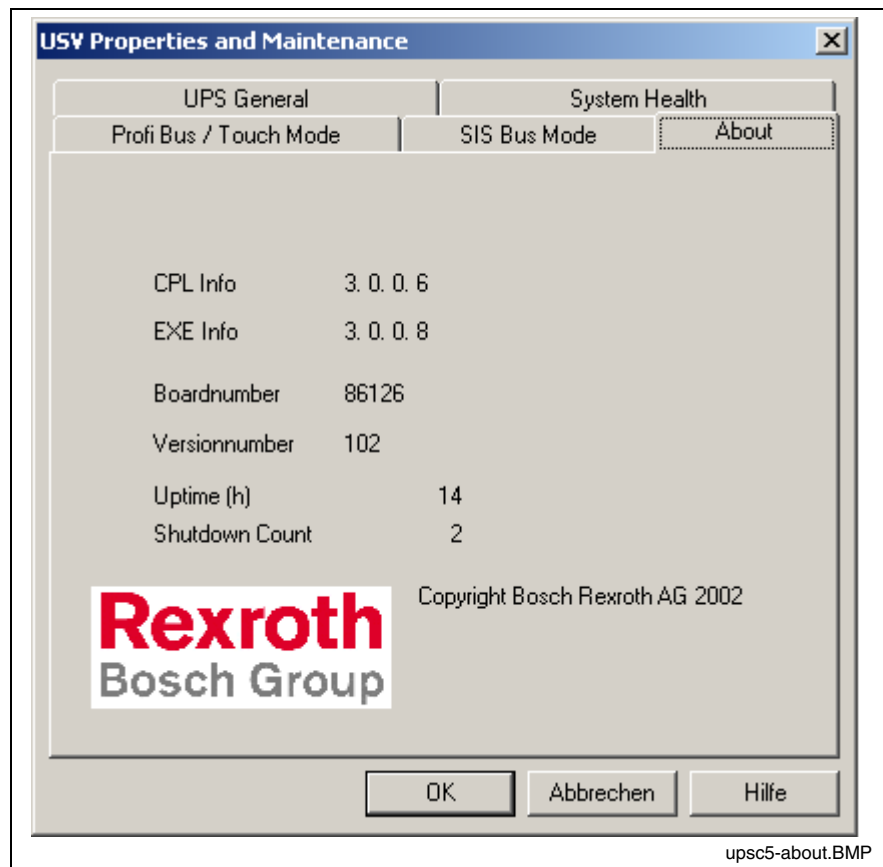 USV Properties and Maintenance
UPS General
System Health
Profi Bus / Touch Mode
SIS Bus Mode
About
CPL Info 3. 0. 0. 6
EXE Info 3. 0. 0. 8
Boardnumber 86126
Versionnumber 102
Uptime (h) 14
Shutdown Count 2
Copyright Bosch Rexroth AG 2002
Rexroth
Bosch Group
OK
Abbrechen
Hilfe
upsc5-about.BMP